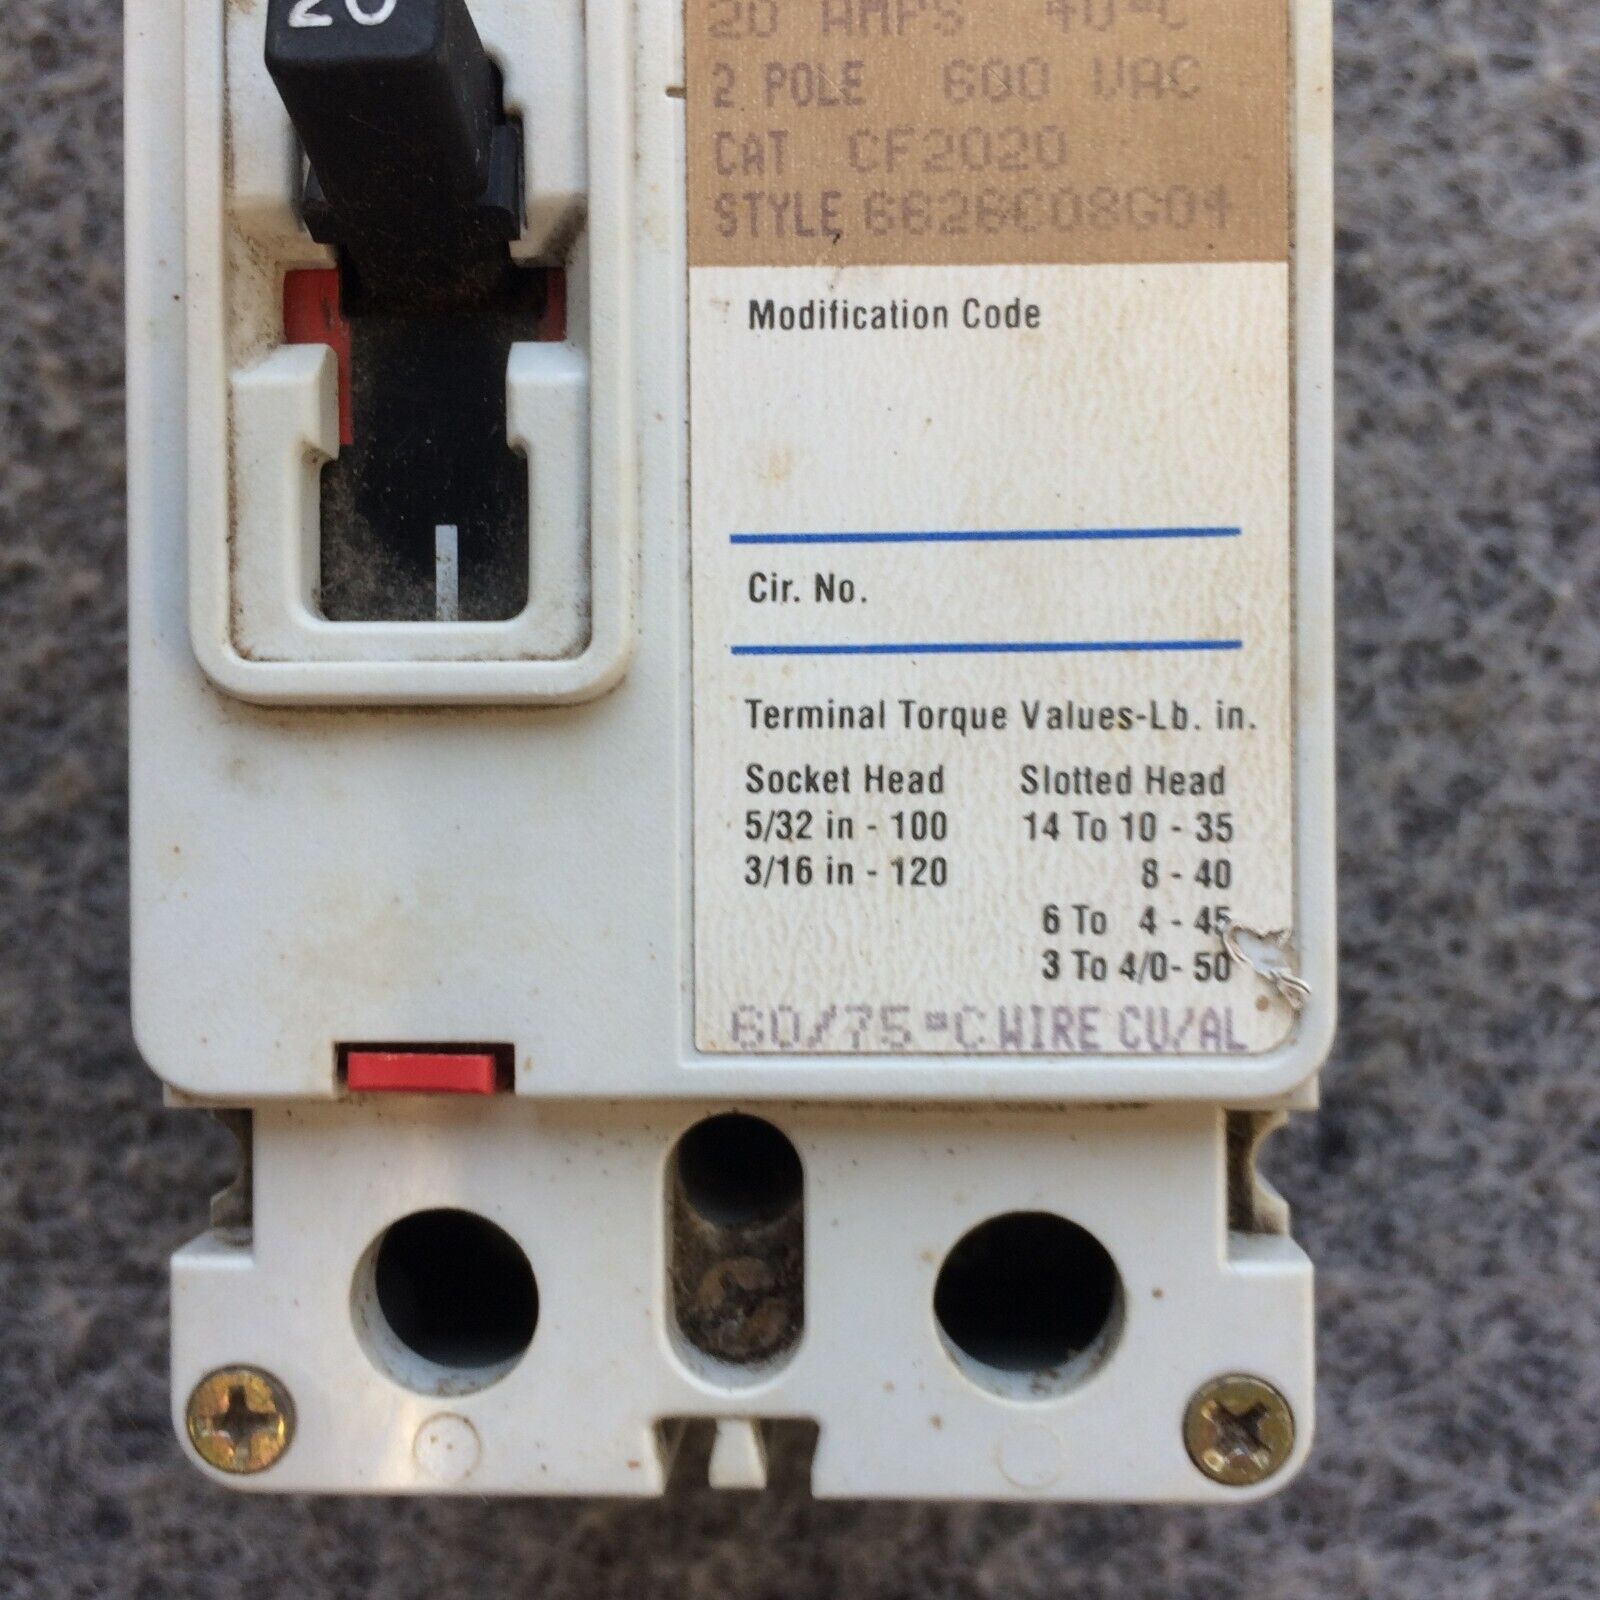 20
20 AMPS 40°C
2 POLE 600 VAC
CAT CF2020
STYLE 6626C08G04
Modification Code
Cir. No.
Terminal Torque Values-Lb. in.
Socket Head Slotted Head
5/32 in - 100 14 To 10 - 35
3/16 in - 120 8 - 40
6 To 4 - 45
3 To 4/0- 50
60/75°C WIRE CU/AL